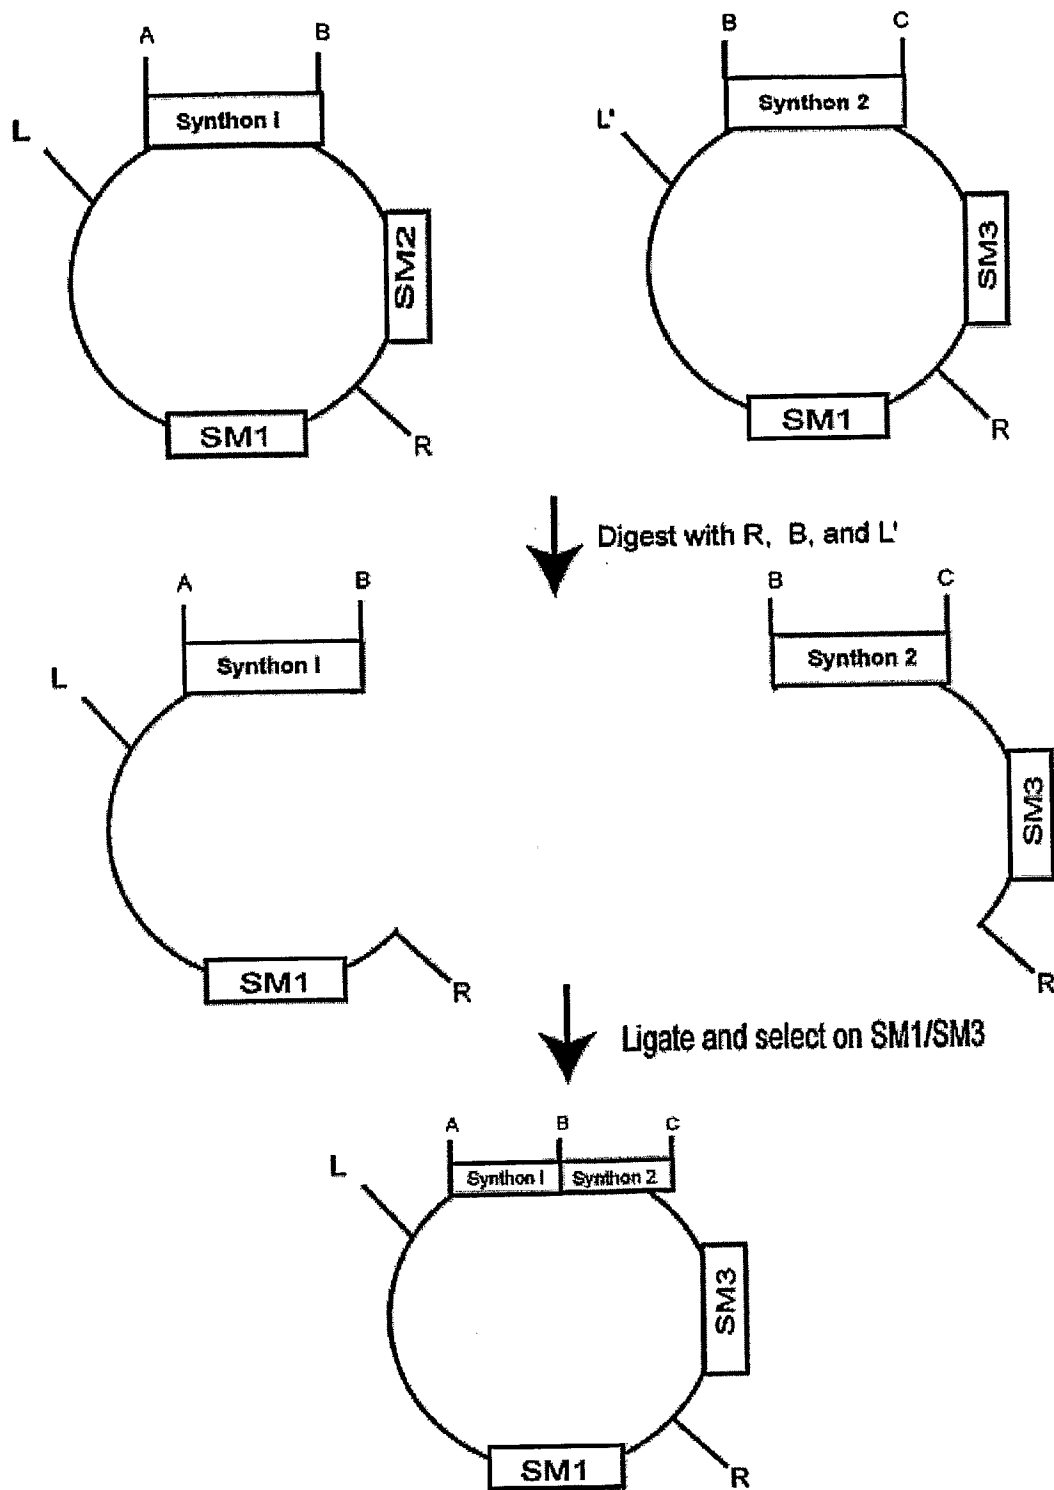 A
B
B
C
Synthon I
Synthon 2
L
L'
SM2
SM3
SM1
R
SM1
R
Digest with R, B, and L'
A
B
B
C
Synthon I
Synthon 2
L
SM3
SM1
R
R
Ligate and select on SM1/SM3
A
B
C
L
Synthon I
Synthon 2
SM3
SM1
R